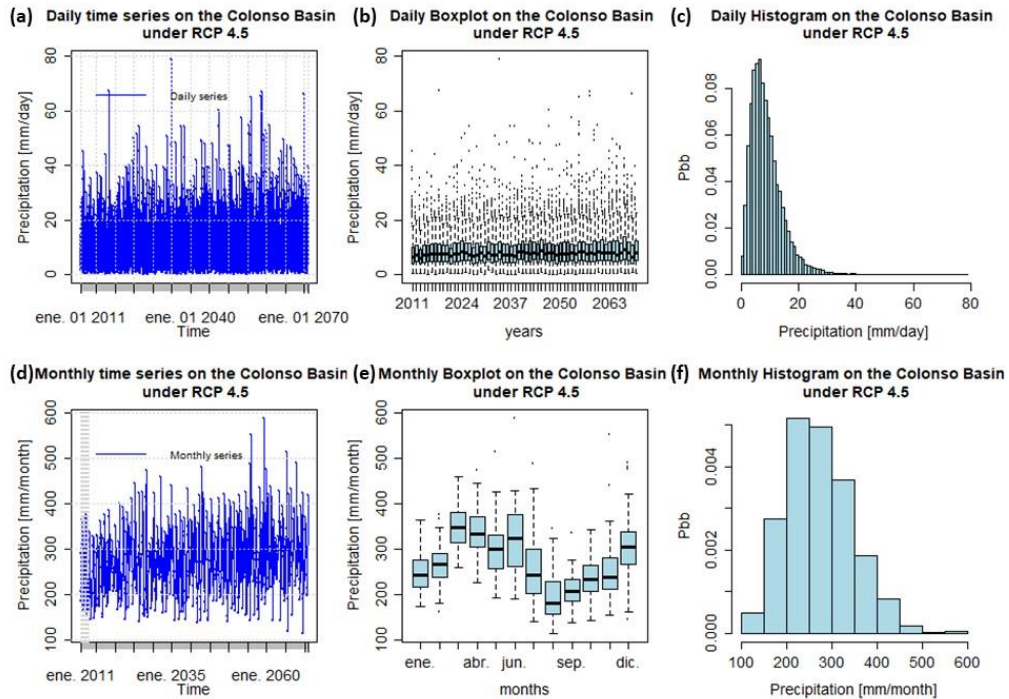 (a) Daily time series on the Colonso Basin
under RCP 4.5
Precipitation [mm/day]
80
60
40
20
0
Daily series
ene. 01 2011 ene. 01 2040 ene. 01 2070
Time
(b) Daily Boxplot on the Colonso Basin
under RCP 4.5
Precipitation [mm/day]
80
60
40
20
0
2011 2024 2037 2050 2063
years
(c) Daily Histogram on the Colonso Basin
under RCP 4.5
Pbb
0.08
0.04
0.00
0 20 40 60 80
Precipitation [mm/day]
(d) Monthly time series on the Colonso Basin
under RCP 4.5
Precipitation [mm/month]
600
500
400
300
200
100
Monthly series
ene. 2011 ene. 2035 ene. 2060
Time
(e) Monthly Boxplot on the Colonso Basin
under RCP 4.5
Precipitation [mm/month]
600
500
400
300
200
100
ene. abr. jun. sep. dic.
months
(f) Monthly Histogram on the Colonso Basin
under RCP 4.5
Pbb
0.004
0.002
0.000
100 200 300 400 500 600
Precipitation [mm/month]